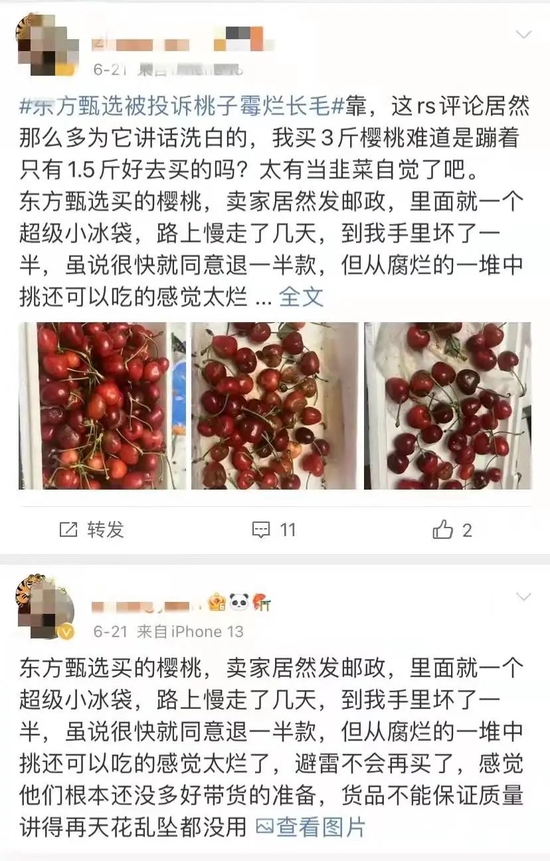 6-21
#东方甄选被投诉桃子霉烂长毛#靠，这rs评论居然
那么多为它讲话洗白的，我买3斤樱桃难道是蹦着
只有1.5斤好去买的吗？太有当韭菜自觉了吧。
东方甄选买的樱桃，卖家居然发邮政，里面就一个
超级小冰袋，路上慢走了几天，到我手里坏了一
半，虽说很快就同意退一半款，但从腐烂的一堆中
挑还可以吃的感觉太烂 ... 全文
转发 11 2
6-21 来自iPhone 13
东方甄选买的樱桃，卖家居然发邮政，里面就一个
超级小冰袋，路上慢走了几天，到我手里坏了一
半，虽说很快就同意退一半款，但从腐烂的一堆中
挑还可以吃的感觉太烂了，避雷不会再买了，感觉
他们根本还没多好带货的准备，货品不能保证质量
讲得再天花乱坠都没用 查看图片